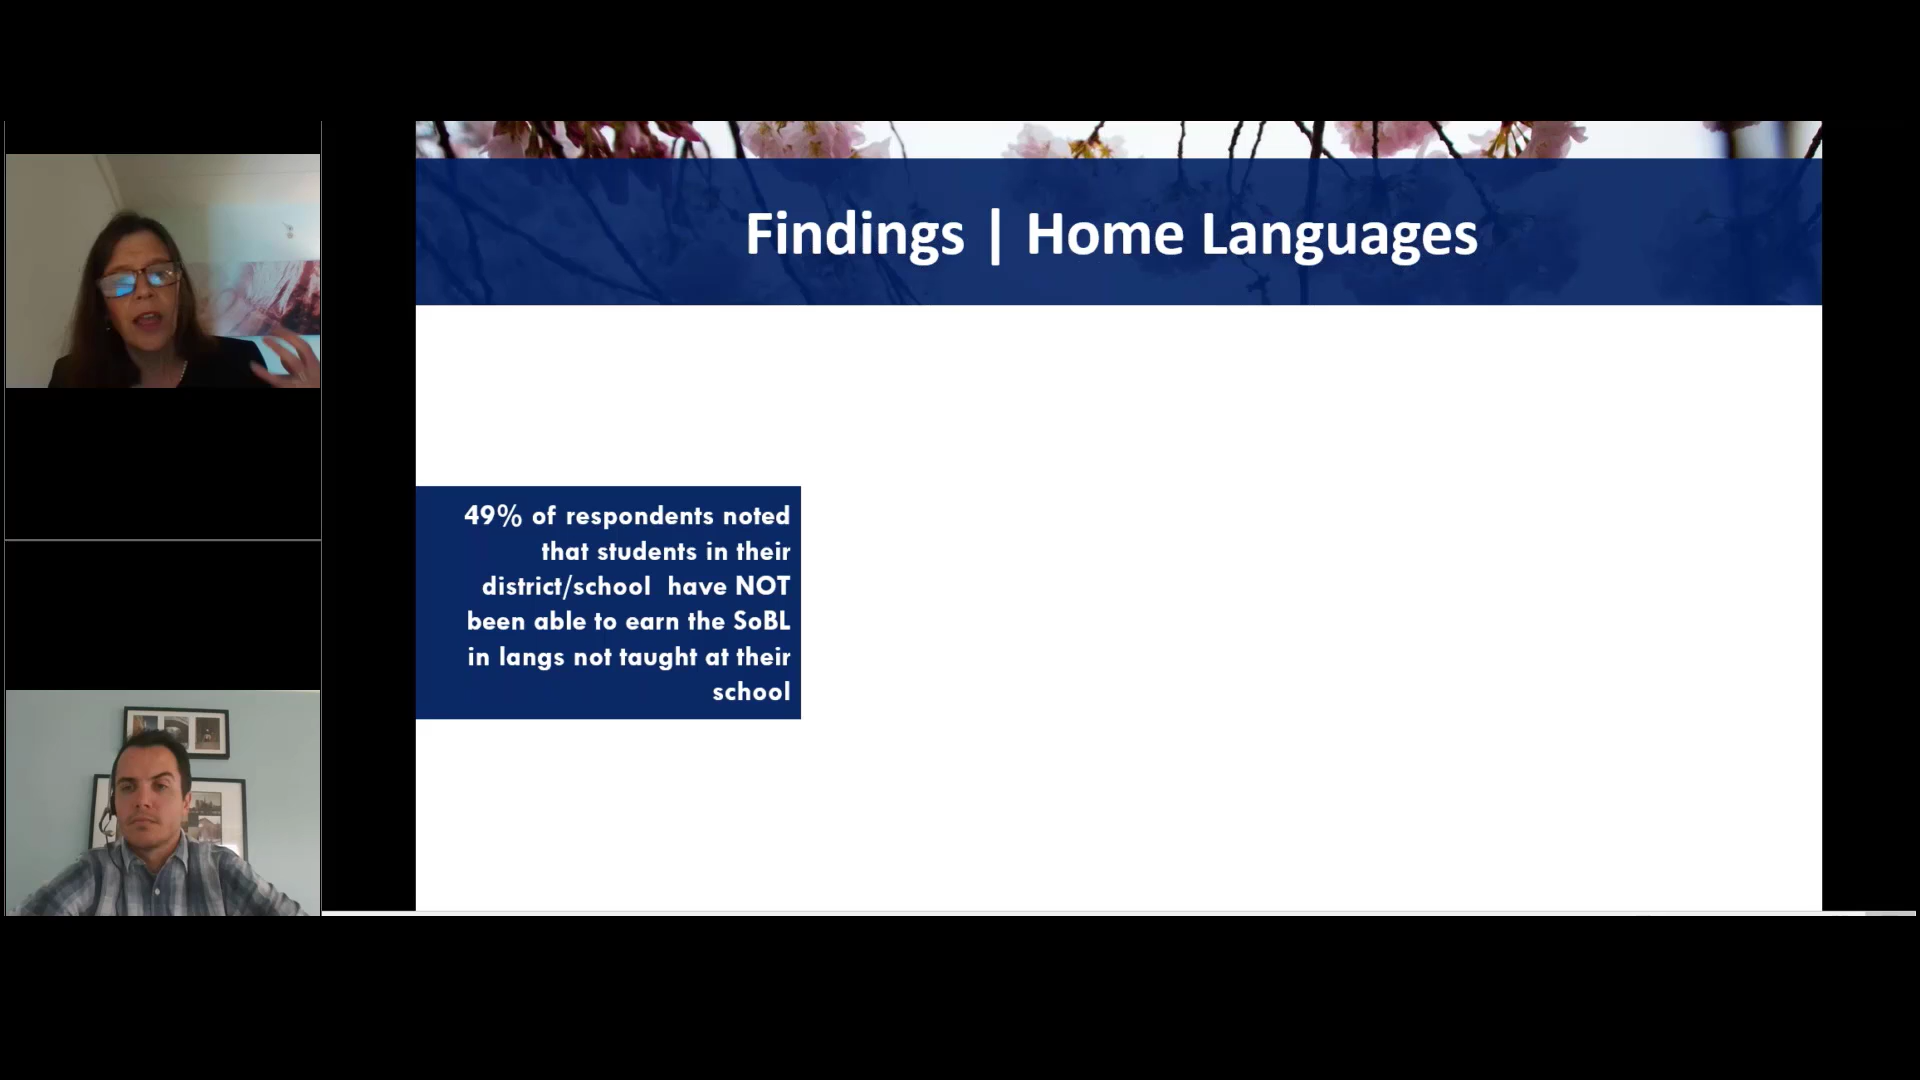 Findings | Home Languages
49% of respondents noted
that students in their
district/school have NOT
been able to earn the SoBL
in langs not taught at their
school